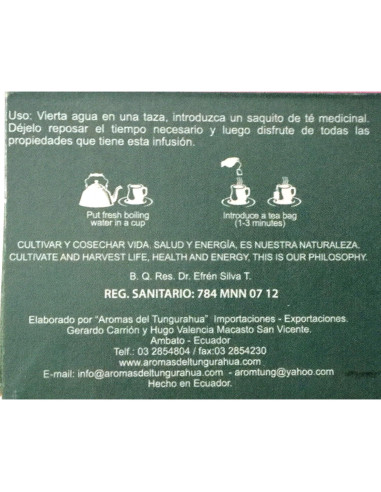 Uso: Vierta agua en una taza, introduzca un saquito de té medicinal.
Déjelo reposar el tiempo necesario y luego disfrute de todas las
propiedades que tiene esta infusión.
Put fresh boiling
water in a cup
Introduce a tea bag
(1-3 minutes)
CULTIVAR Y COSECHAR VIDA. SALUD Y ENERGÍA, ES NUESTRA NATURALEZA.
CULTIVATE AND HARVEST LIFE, HEALTH AND ENERGY, THIS IS OUR PHILOSOPHY.
B. Q. Res. Dr. Efrén Silva T.
REG. SANITARIO: 784 MNN 07 12
Elaborado por “Aromas del Tungurahua” Importaciones - Exportaciones.
Gerardo Carrión y Hugo Valencia Macasto San Vicente.
Ambato - Ecuador
Telf.: 03 2854804 / fax:03 2854230
www.aromasdeltungurahua.com
E-mail: info@aromasdeltungurahua.com - aromtung@yahoo.com
Hecho en Ecuador.